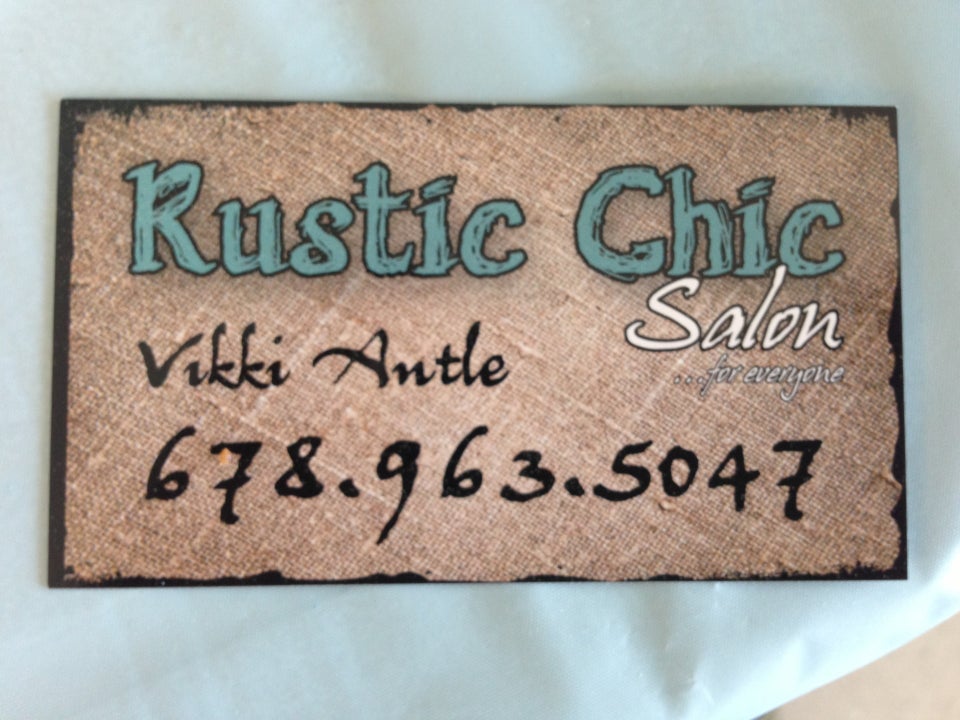 Rustic Chic
Salon
...for everyone
Vikki Antle
678.963.5047